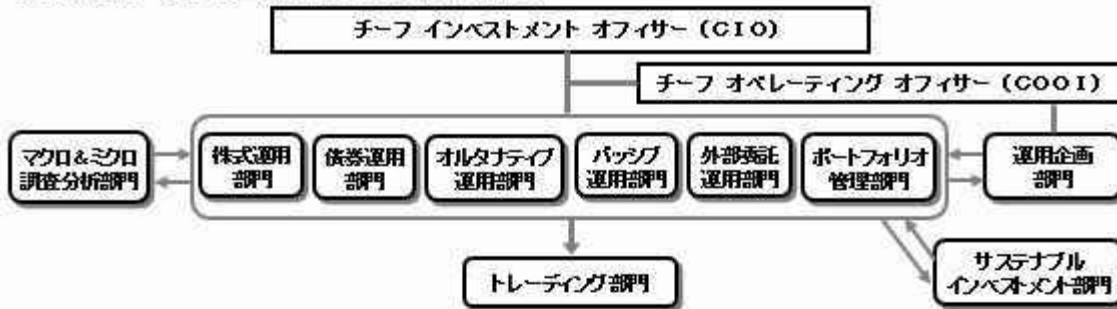 チーフ インベストメント オフィサー (CIO)
チーフ オペレーティング オフィサー (COOI)
マクロ&ミクロ
調査分析部門
株式運用
部門
債券運用
部門
オルタナティブ
運用部門
パッシブ
運用部門
外部委託
運用部門
ポートフォリオ
管理部門
運用企画
部門
トレーディング部門
サステナブル
インベストメント部門